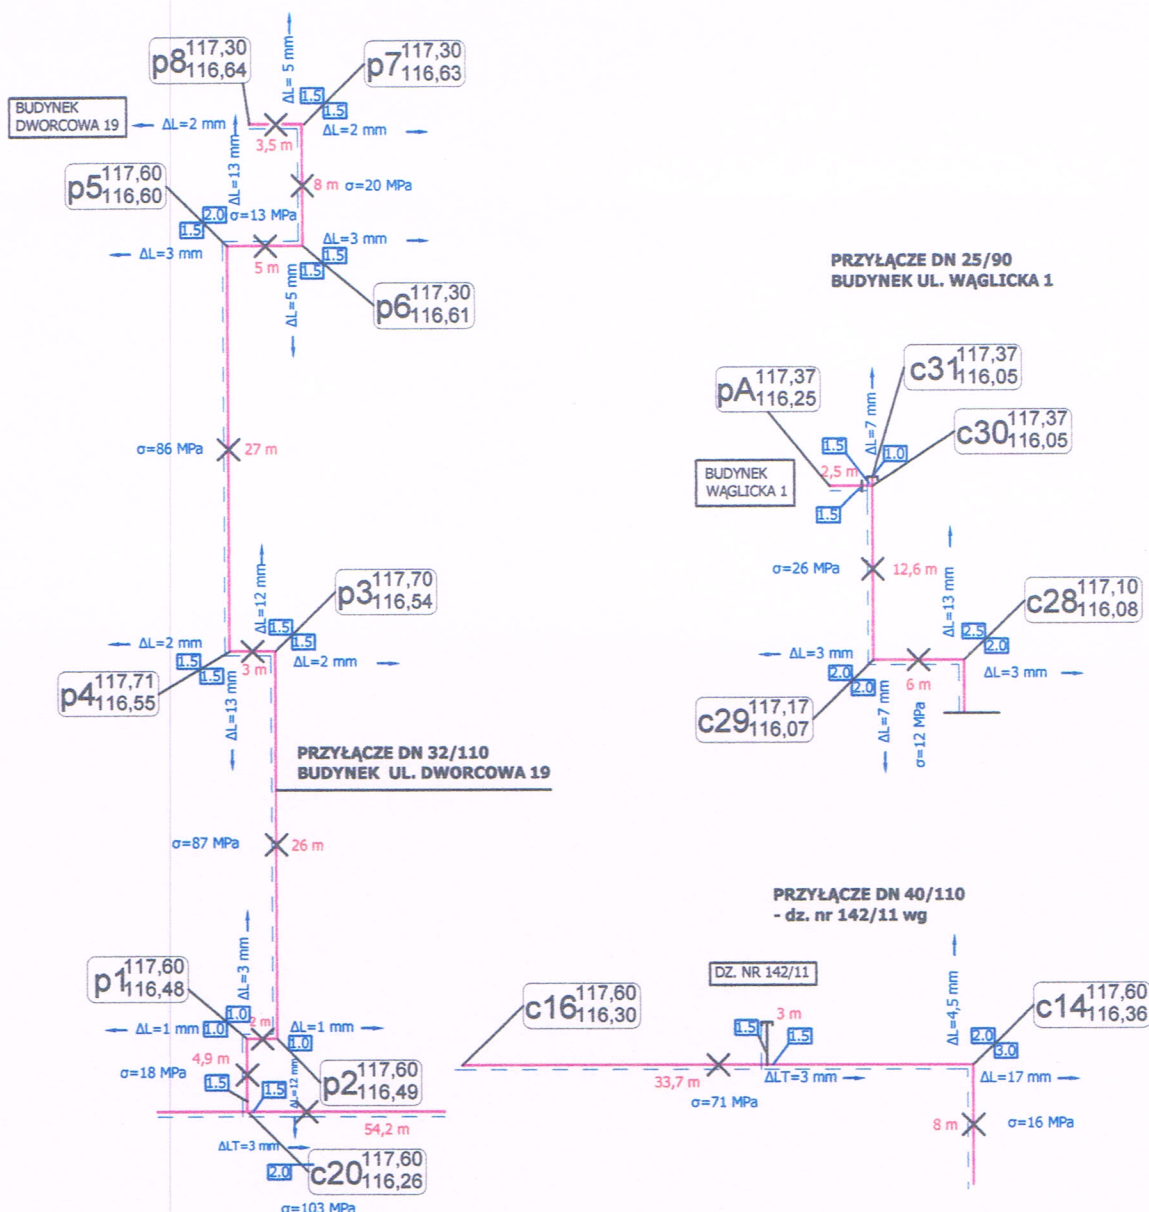 p8 117,30
116,64
ΔL= 5 mm
p7 117,30
116,63
BUDYNEK
DWORCOWA 19
ΔL=2 mm
ΔL=13 mm
3,5 m
1.5
1.5
ΔL=2 mm
p5 117,60
116,60
8 m
σ=20 MPa
2.0
1.5
σ=13 MPa
ΔL=3 mm
5 m
ΔL=3 mm
1.5
1.5
ΔL=5 mm
p6 117,30
116,61
σ=86 MPa
27 m
ΔL=12 mm
p3 117,70
116,54
ΔL=2 mm
1.5
1.5
3 m
1.5
1.5
ΔL=2 mm
p4 117,71
116,55
ΔL=13 mm
PRZYŁĄCZE DN 32/110
BUDYNEK UL. DWORCOWA 19
σ=87 MPa
26 m
ΔL=3 mm
p1 117,60
116,48
1.0
1.0
ΔL=1 mm
2 m
ΔL=1 mm
1.0
4,9 m
σ=18 MPa
1.5
1.5
ΔL=12 mm
p2 117,60
116,49
54,2 m
ΔLT=3 mm
2.0
c20 117,60
116,26
σ=103 MPa
PRZYŁĄCZE DN 25/90
BUDYNEK UL. WĄGLICKA 1
pA 117,37
116,25
ΔL=7 mm
c31 117,37
116,05
c30 117,37
116,05
1.5
1.0
BUDYNEK
WĄGLICKA 1
2,5 m
1.5
σ=26 MPa
12,6 m
ΔL=13 mm
c28 117,10
116,08
2.5
2.0
ΔL=3 mm
6 m
ΔL=3 mm
2.0
2.0
c29 117,17
116,07
ΔL=7 mm
σ=12 MPa
PRZYŁĄCZE DN 40/110
- dz. nr 142/11 wg
DZ. NR 142/11
c16 117,60
116,30
3 m
1.5
1.5
ΔL=4,5 mm
c14 117,60
116,36
2.0
3.0
33,7 m
ΔLT=3 mm
ΔL=17 mm
σ=71 MPa
8 m
σ=16 MPa